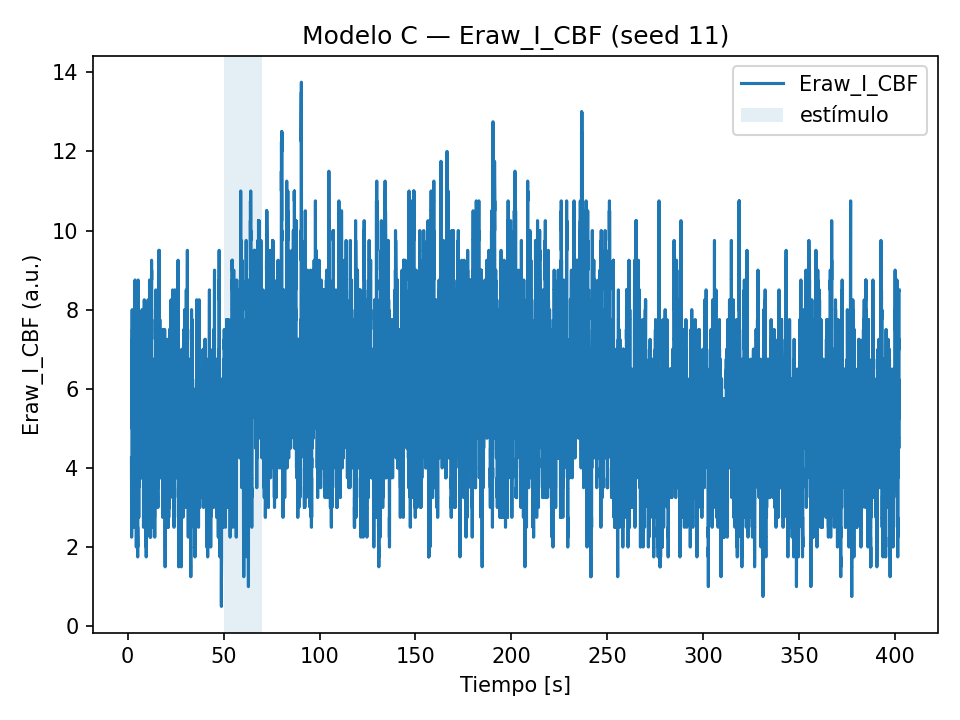 Modelo C — Eraw_I_CBF (seed 11)
Eraw_I_CBF
estímulo
Eraw_I_CBF (a.u.)
14
12
10
8
6
4
2
0
0 50 100 150 200 250 300 350 400
Tiempo [s]